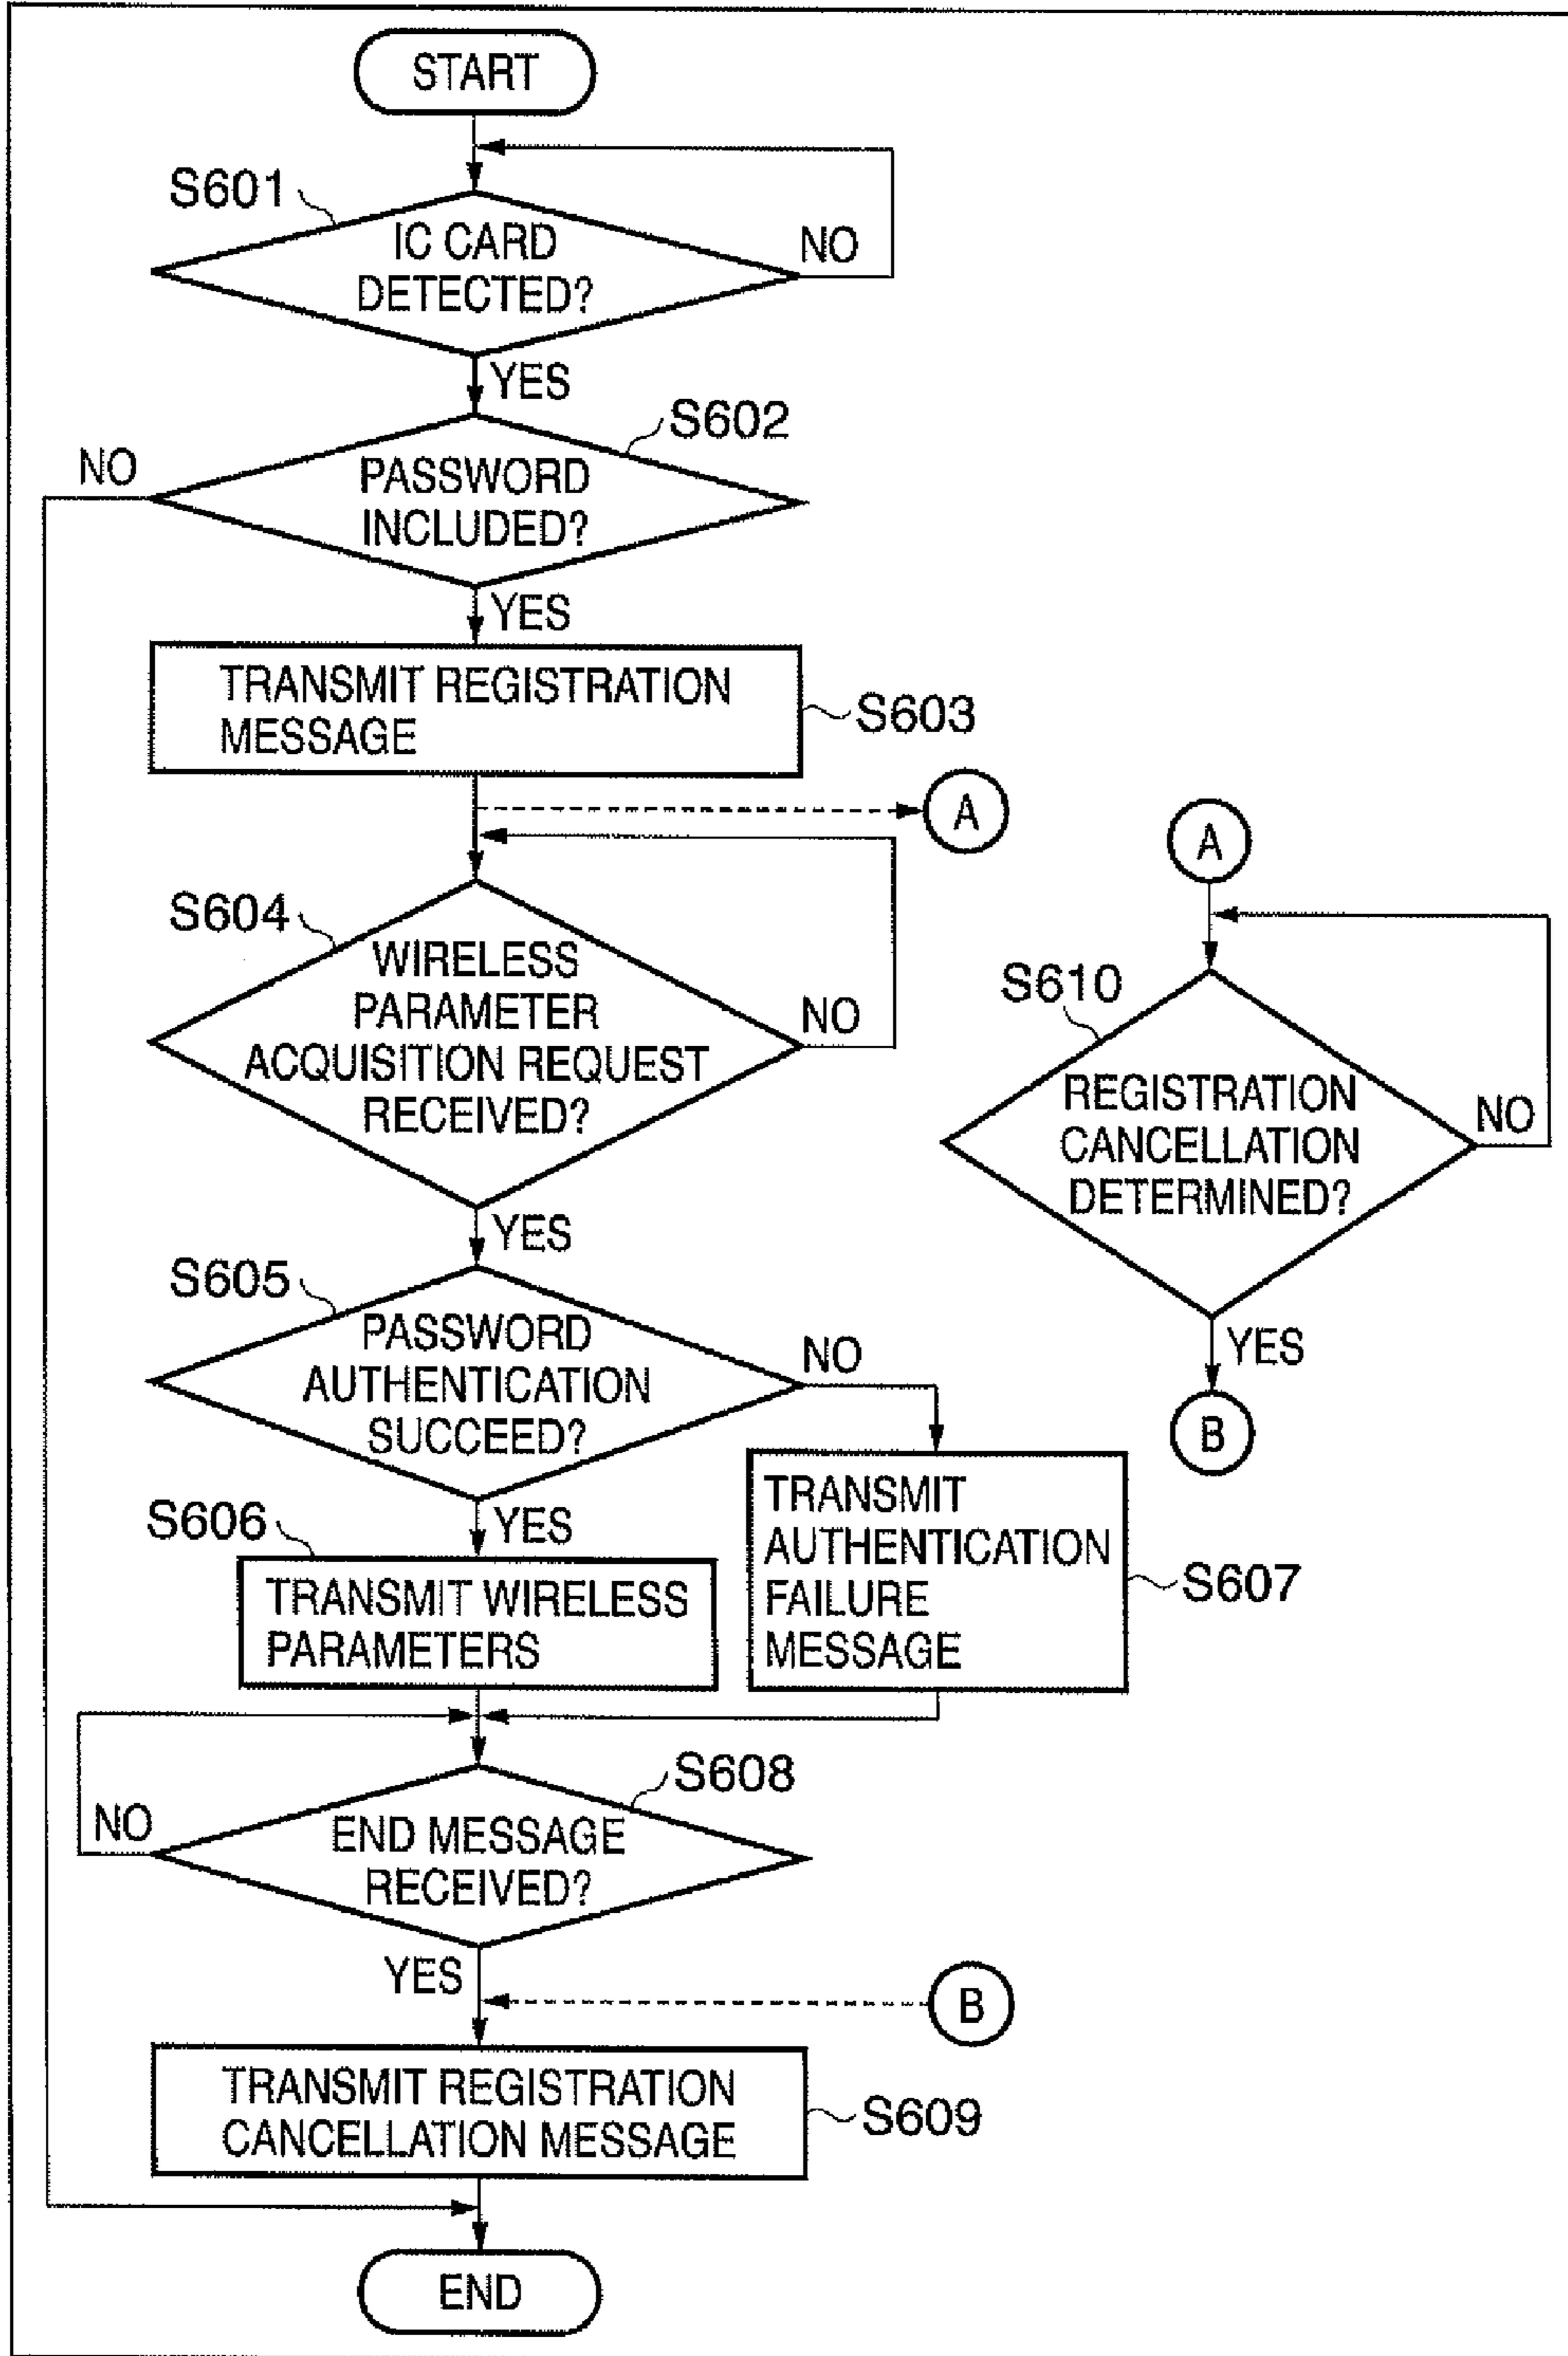 START
S601
IC CARD
DETECTED?
NO
YES
S602
NO
PASSWORD
INCLUDED?
YES
TRANSMIT REGISTRATION
MESSAGE
S603
A
A
S604
WIRELESS
PARAMETER
ACQUISITION REQUEST
RECEIVED?
NO
YES
S610
REGISTRATION
CANCELLATION
DETERMINED?
NO
YES
B
S605
PASSWORD
AUTHENTICATION
SUCCEED?
NO
YES
S606
TRANSMIT WIRELESS
PARAMETERS
TRANSMIT
AUTHENTICATION
FAILURE
MESSAGE
S607
S608
NO
END MESSAGE
RECEIVED?
YES
B
TRANSMIT REGISTRATION
CANCELLATION MESSAGE
S609
END